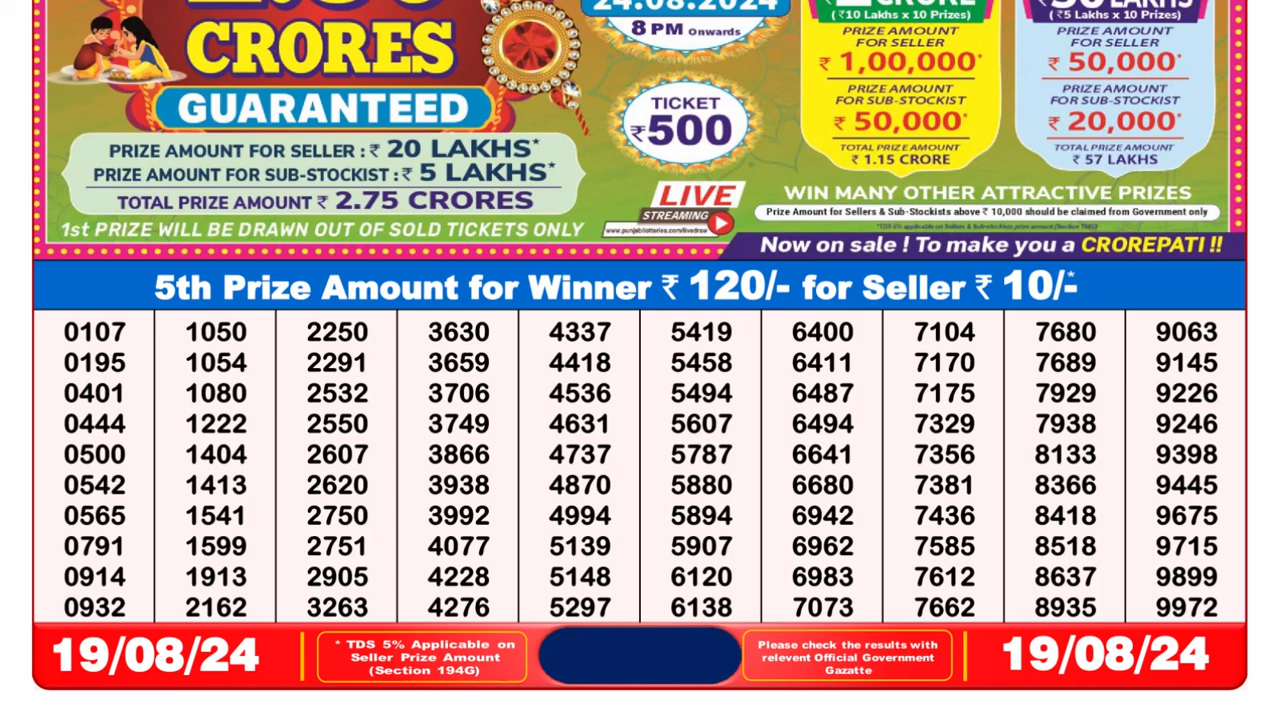 CRORES
GUARANTEED
PRIZE AMOUNT FOR SELLER : ₹ 20 LAKHS*
PRIZE AMOUNT FOR SUB-STOCKIST : ₹ 5 LAKHS*
TOTAL PRIZE AMOUNT ₹ 2.75 CRORES
1st PRIZE WILL BE DRAWN OUT OF SOLD TICKETS ONLY
24.08.2024
8 PM Onwards
TICKET
₹500
LIVE
STREAMING
www.punjablotteries.com/livedraw
CRORE
(₹10 Lakhs x 10 Prizes)
PRIZE AMOUNT
FOR SELLER
₹ 1,00,000*
PRIZE AMOUNT
FOR SUB-STOCKIST
₹ 50,000*
TOTAL PRIZE AMOUNT
₹ 1.15 CRORE
LAKHS
(₹5 Lakhs x 10 Prizes)
PRIZE AMOUNT
FOR SELLER
₹ 50,000*
PRIZE AMOUNT
FOR SUB-STOCKIST
₹ 20,000*
TOTAL PRIZE AMOUNT
₹ 57 LAKHS
WIN MANY OTHER ATTRACTIVE PRIZES
Prize Amount for Sellers & Sub-Stockists above ₹ 10,000 should be claimed from Government only
Now on sale ! To make you a CROREPATI !!
5th Prize Amount for Winner ₹ 120/- for Seller ₹ 10/-*
0107 1050 2250 3630 4337 5419 6400 7104 7680 9063
0195 1054 2291 3659 4418 5458 6411 7170 7689 9145
0401 1080 2532 3706 4536 5494 6487 7175 7929 9226
0444 1222 2550 3749 4631 5607 6494 7329 7938 9246
0500 1404 2607 3866 4737 5787 6641 7356 8133 9398
0542 1413 2620 3938 4870 5880 6680 7381 8366 9445
0565 1541 2750 3992 4994 5894 6942 7436 8418 9675
0791 1599 2751 4077 5139 5907 6962 7585 8518 9715
0914 1913 2905 4228 5148 6120 6983 7612 8637 9899
0932 2162 3263 4276 5297 6138 7073 7662 8935 9972
19/08/24
* TDS 5% Applicable on
Seller Prize Amount
(Section 194G)
Please check the results with
relevent Official Government
Gazatte
19/08/24